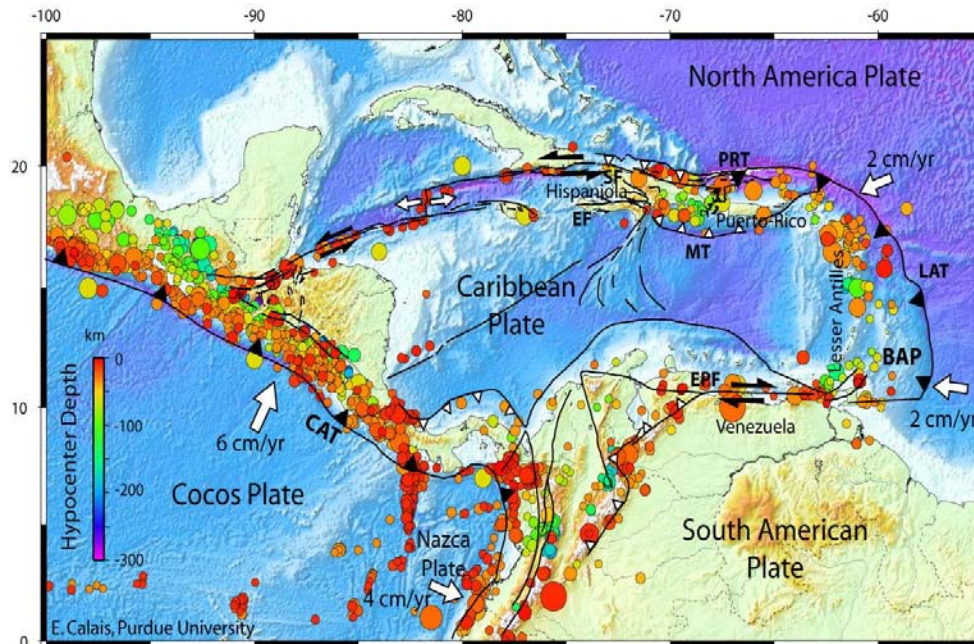 -100 -90 -80 -70 -60
North America Plate
20
PRT
2 cm/yr
SF
Hispaniola
EF
Puerto-Rico
MT
LAT
Caribbean
Plate
Lesser Antilles
km
0
-100
-200
-300
Hypocenter Depth
BAP
EPF
10
6 cm/yr
CAT
Venezuela
2 cm/yr
Cocos Plate
Nazca
Plate
South American
Plate
4 cm/yr
E. Calais, Purdue University
0